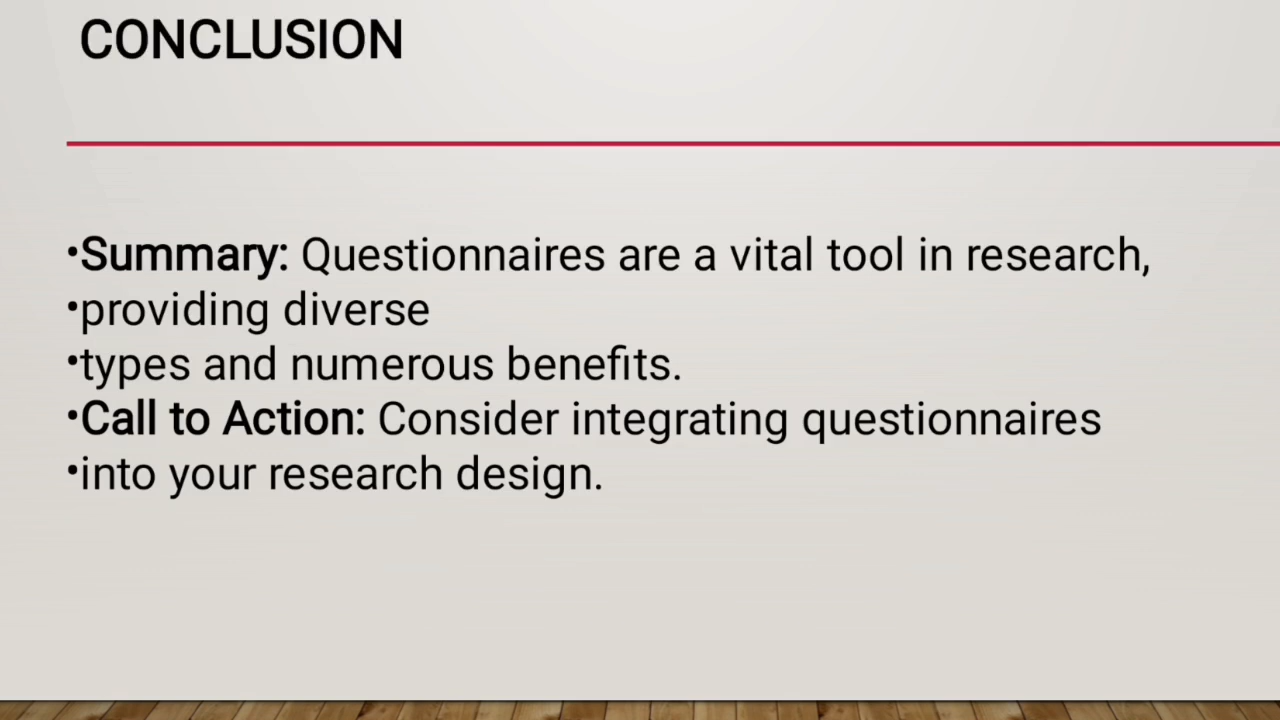 CONCLUSION
•Summary: Questionnaires are a vital tool in research,
•providing diverse
•types and numerous benefits.
•Call to Action: Consider integrating questionnaires
•into your research design.